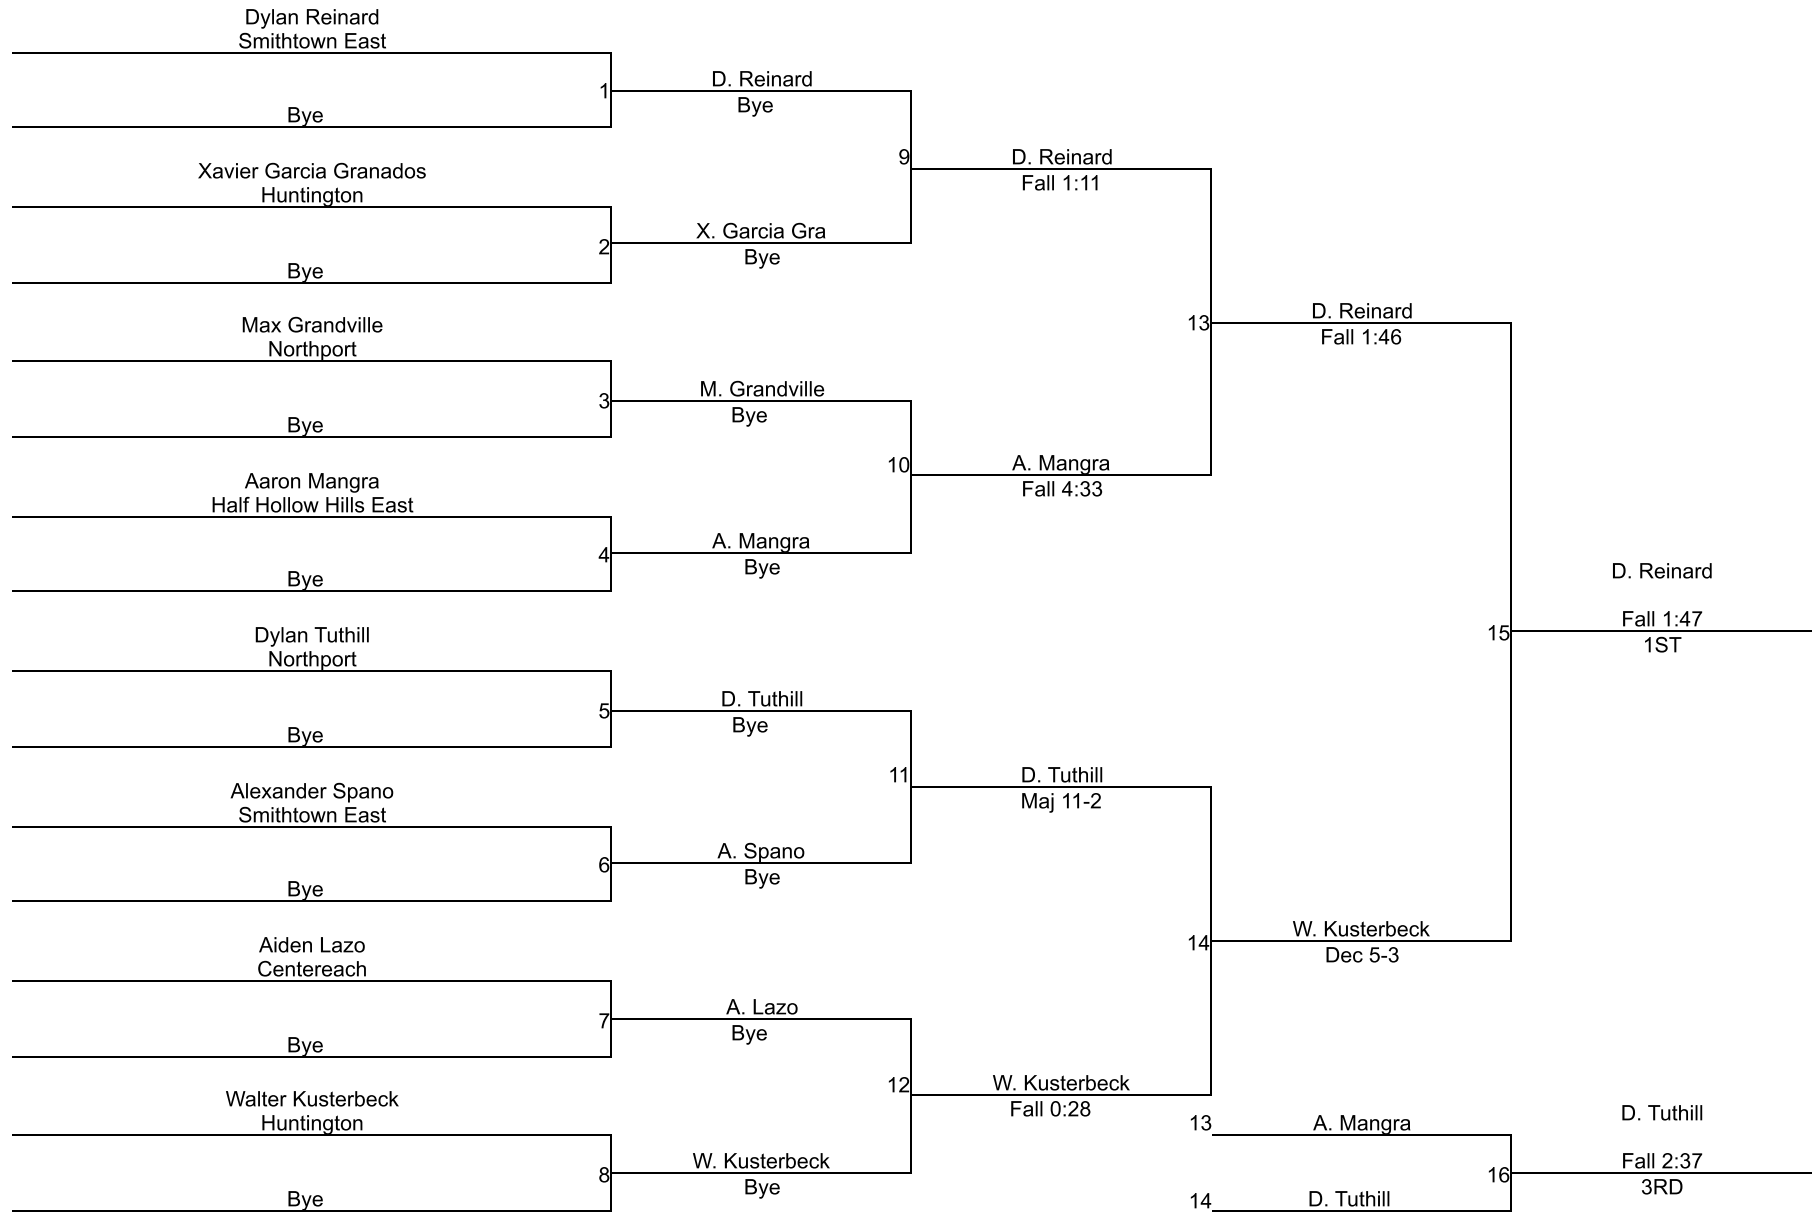 Dylan Reinard
Smithtown East
1
D. Reinard
Bye
Bye
Xavier Garcia Granados
Huntington
9
D. Reinard
Fall 1:11
2
X. Garcia Gra
Bye
Bye
Max Grandville
Northport
13
D. Reinard
Fall 1:46
3
M. Grandville
Bye
Bye
10
A. Mangra
Fall 4:33
Aaron Mangra
Half Hollow Hills East
4
A. Mangra
Bye
Bye
D. Reinard
15
Fall 1:47
1ST
Dylan Tuthill
Northport
5
D. Tuthill
Bye
Bye
11
D. Tuthill
Maj 11-2
Alexander Spano
Smithtown East
6
A. Spano
Bye
Bye
14
W. Kusterbeck
Dec 5-3
Aiden Lazo
Centereach
7
A. Lazo
Bye
Bye
12
W. Kusterbeck
Fall 0:28
Walter Kusterbeck
Huntington
8
W. Kusterbeck
Bye
Bye
13
A. Mangra
D. Tuthill
16
Fall 2:37
3RD
14
D. Tuthill